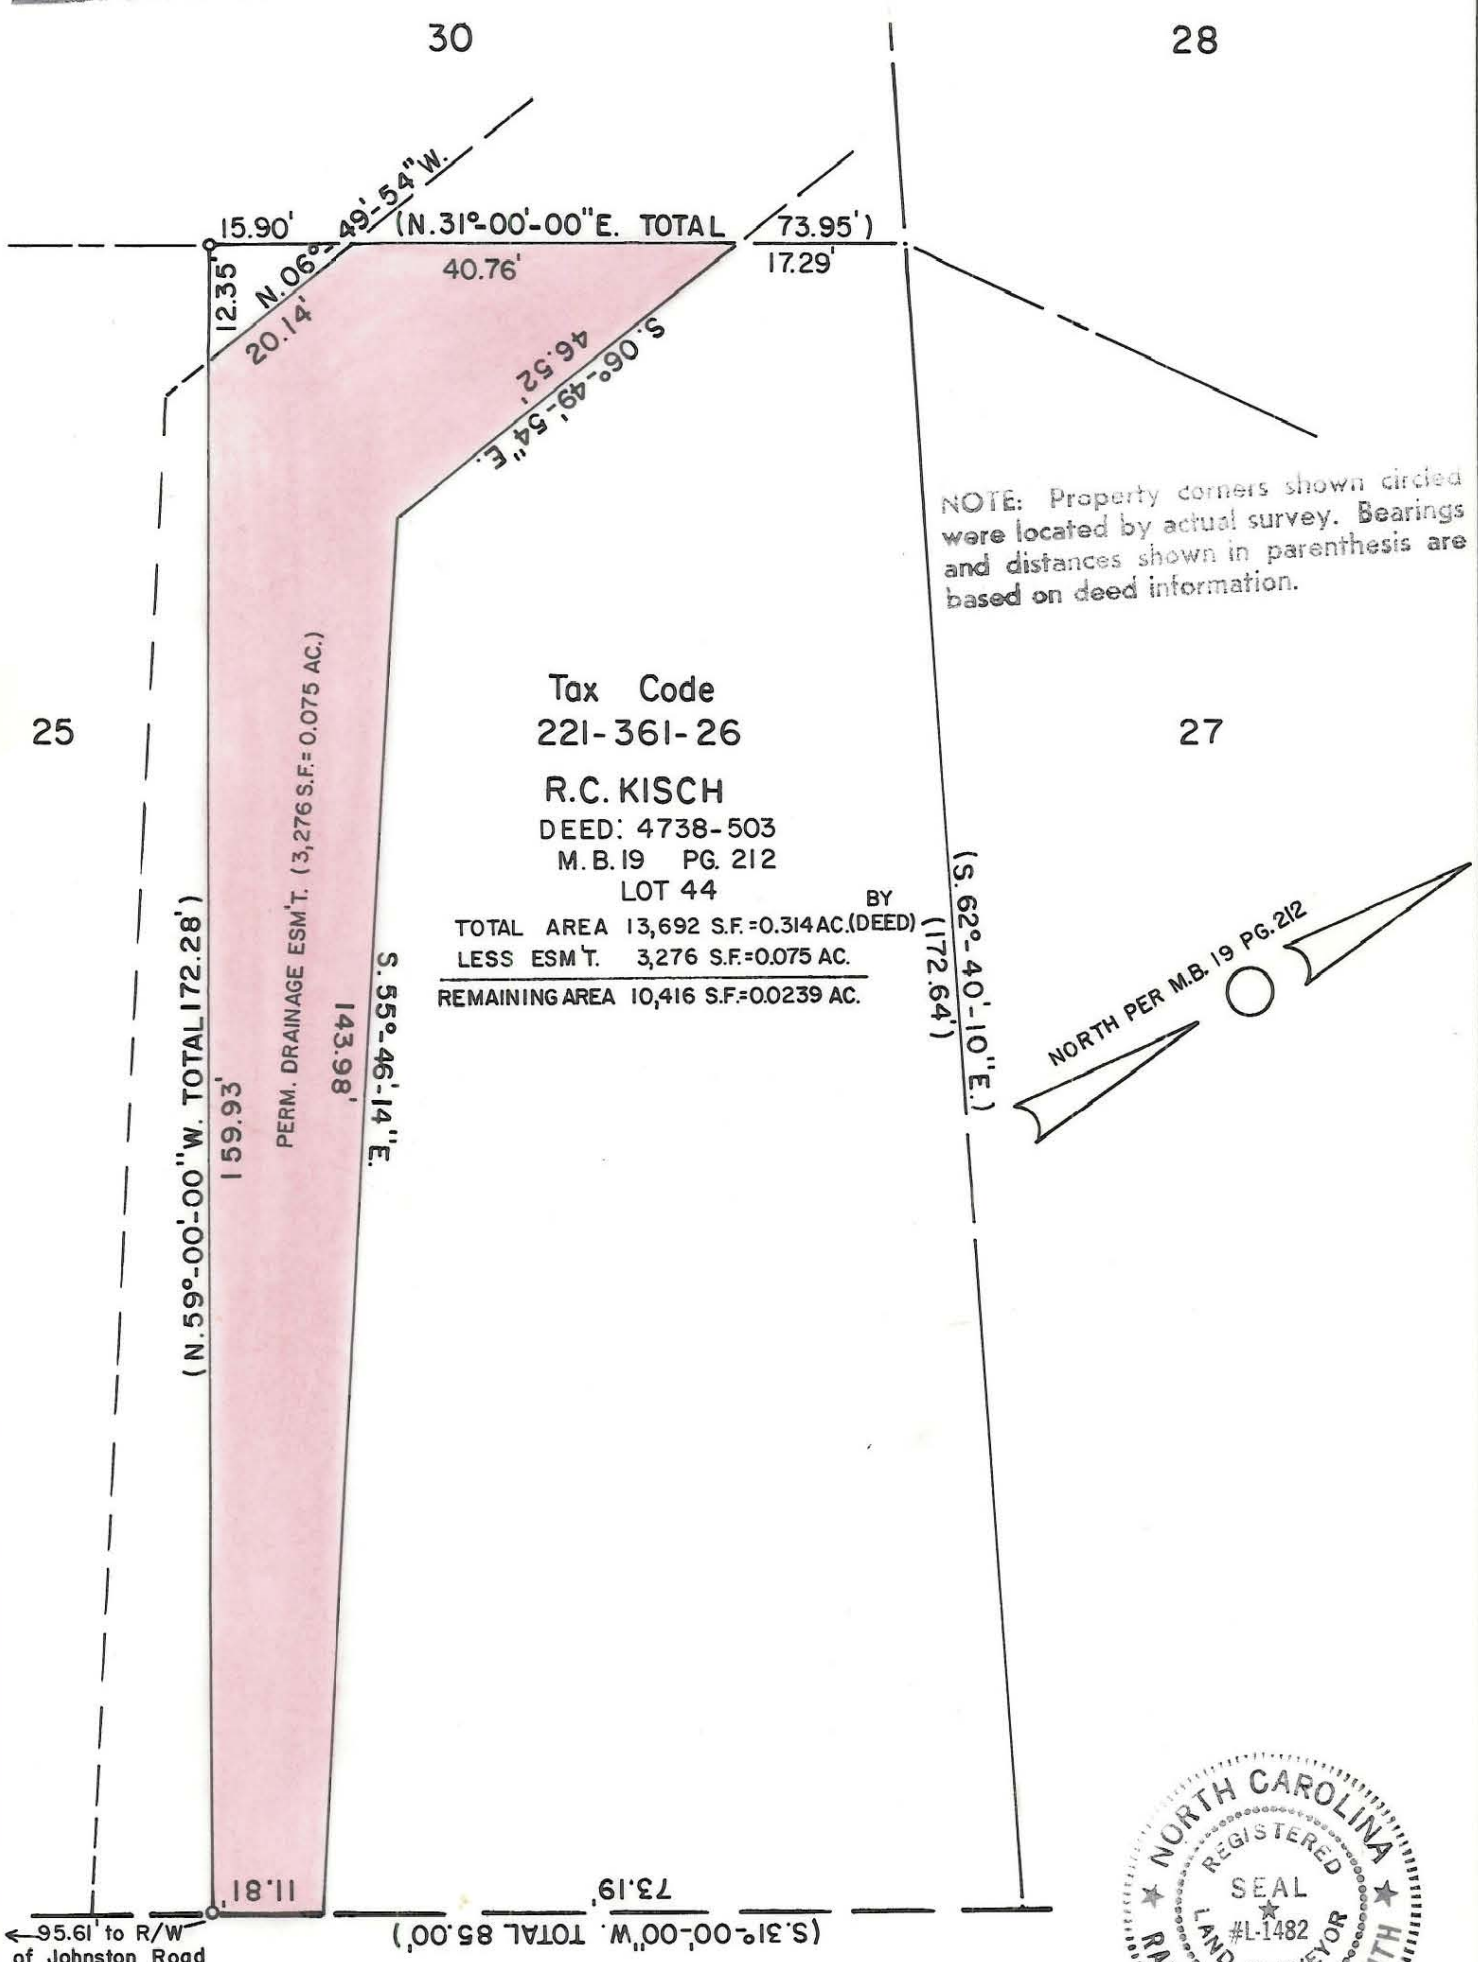 30
28
15.90'
(N.31°-00'-00"E. TOTAL 73.95')
N.06°-49'-54"W.
12.35'
20.14'
40.76'
17.29'
46.52'
S.06°-49'-54"E.
NOTE: Property corners shown circled
were located by actual survey. Bearings
and distances shown in parenthesis are
based on deed information.
25
27
Tax Code
221-361-26
R.C. KISCH
DEED: 4738-503
M.B.19 PG. 212
LOT 44
BY
TOTAL AREA 13,692 S.F.=0.314AC.(DEED)
LESS ESM'T. 3,276 S.F.=0.075 AC.
REMAINING AREA 10,416 S.F.=0.0239 AC.
PERM. DRAINAGE ESM'T. (3,276 S.F.=0.075 AC.)
(N.59°-00'-00"W. TOTAL 172.28')
159.93'
143.98'
S.55°-46'-14"E.
(S.62°-40'-10"E.)
(172.64')
NORTH PER M.B. 19 PG.212
11.81'
73.19'
(S.31°-00'-00"W. TOTAL 85.00')
←95.61' to R/W
of Johnston Road
NORTH CAROLINA
REGISTERED
SEAL
#L-1482
LAND